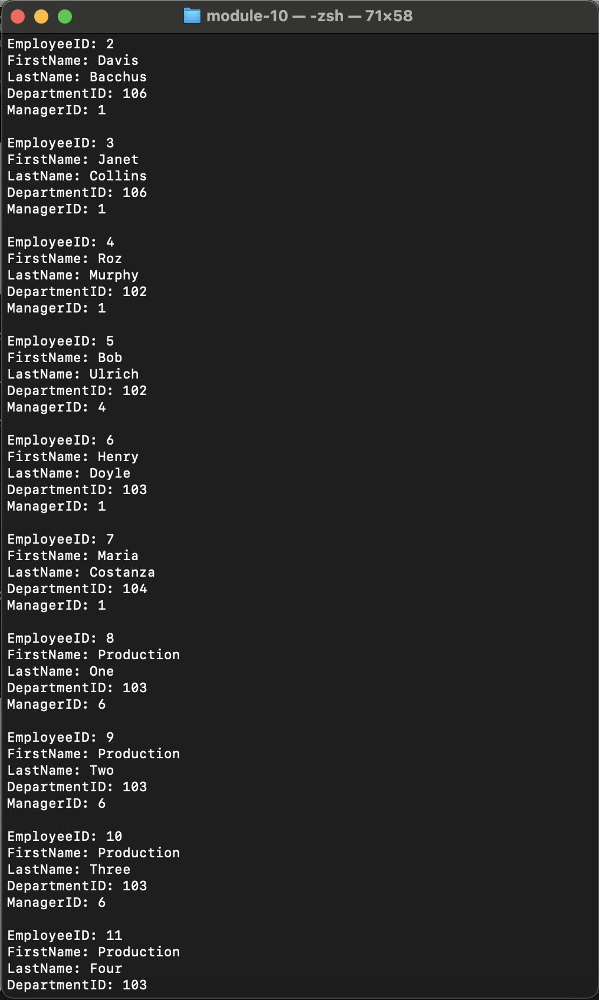 module-10 — -zsh — 71×58
EmployeeID: 2
FirstName: Davis
LastName: Bacchus
DepartmentID: 106
ManagerID: 1
EmployeeID: 3
FirstName: Janet
LastName: Collins
DepartmentID: 106
ManagerID: 1
EmployeeID: 4
FirstName: Roz
LastName: Murphy
DepartmentID: 102
ManagerID: 1
EmployeeID: 5
FirstName: Bob
LastName: Ulrich
DepartmentID: 102
ManagerID: 4
EmployeeID: 6
FirstName: Henry
LastName: Doyle
DepartmentID: 103
ManagerID: 1
EmployeeID: 7
FirstName: Maria
LastName: Costanza
DepartmentID: 104
ManagerID: 1
EmployeeID: 8
FirstName: Production
LastName: One
DepartmentID: 103
ManagerID: 6
EmployeeID: 9
FirstName: Production
LastName: Two
DepartmentID: 103
ManagerID: 6
EmployeeID: 10
FirstName: Production
LastName: Three
DepartmentID: 103
ManagerID: 6
EmployeeID: 11
FirstName: Production
LastName: Four
DepartmentID: 103